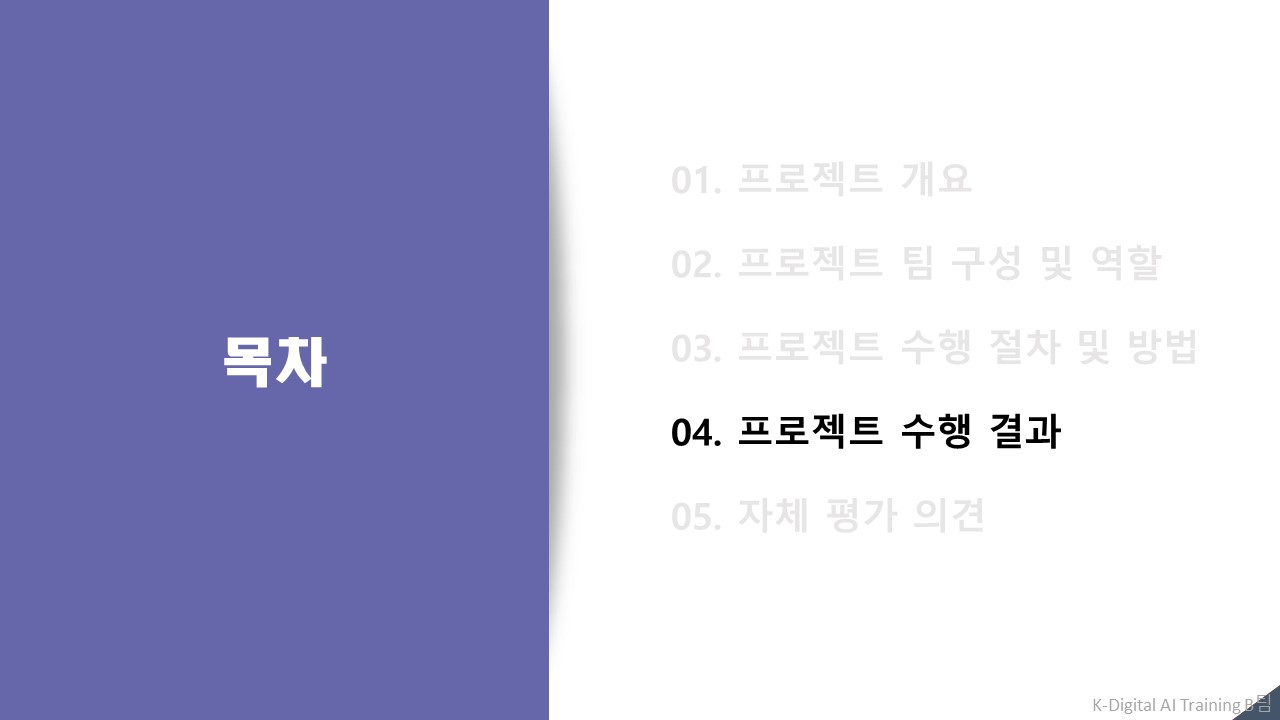 목차
01. 프로젝트 개요
02. 프로젝트 팀 구성 및 역할
03. 프로젝트 수행 절차 및 방법
04. 프로젝트 수행 결과
05. 자체 평가 의견
K-Digital AI Training B팀